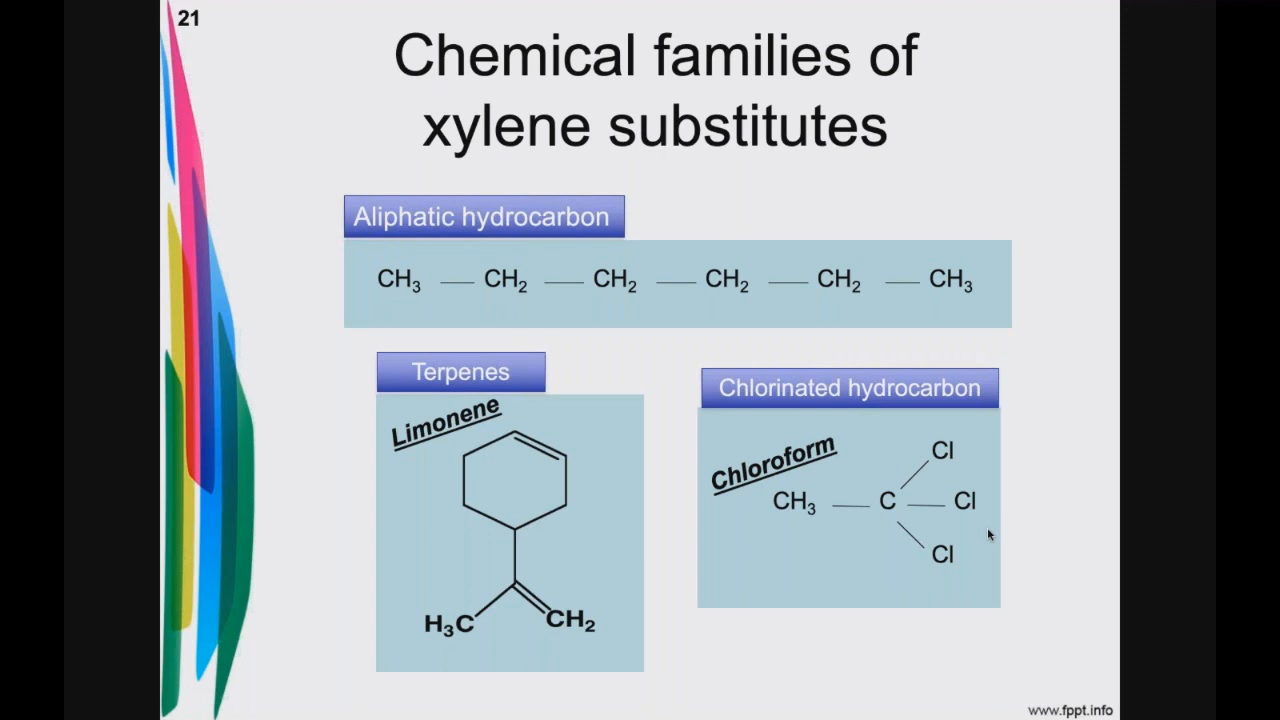 21
Chemical families of
xylene substitutes
Aliphatic hydrocarbon
CH₃ — CH₂ — CH₂ — CH₂ — CH₂ — CH₃
Terpenes
Limonene
H₃C CH₂
Chlorinated hydrocarbon
Chloroform
Cl
CH₃ — C — Cl
Cl
www.fppt.info